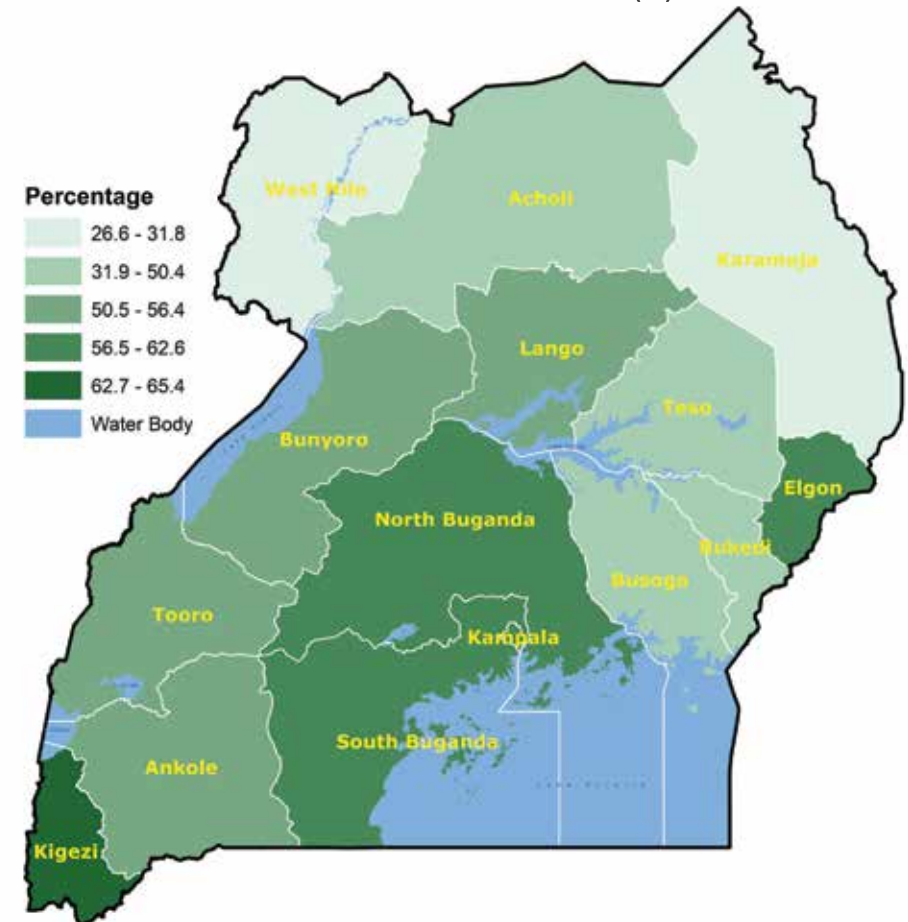 (%)
Percentage
26.6 - 31.8
31.9 - 50.4
50.5 - 56.4
56.5 - 62.6
62.7 - 65.4
Water Body
West Nile
Acholi
Karamoja
Lango
Teso
Bunyoro
Elgon
North Buganda
Bukedi
Busoga
Tooro
Kampala
South Buganda
Ankole
Kigezi